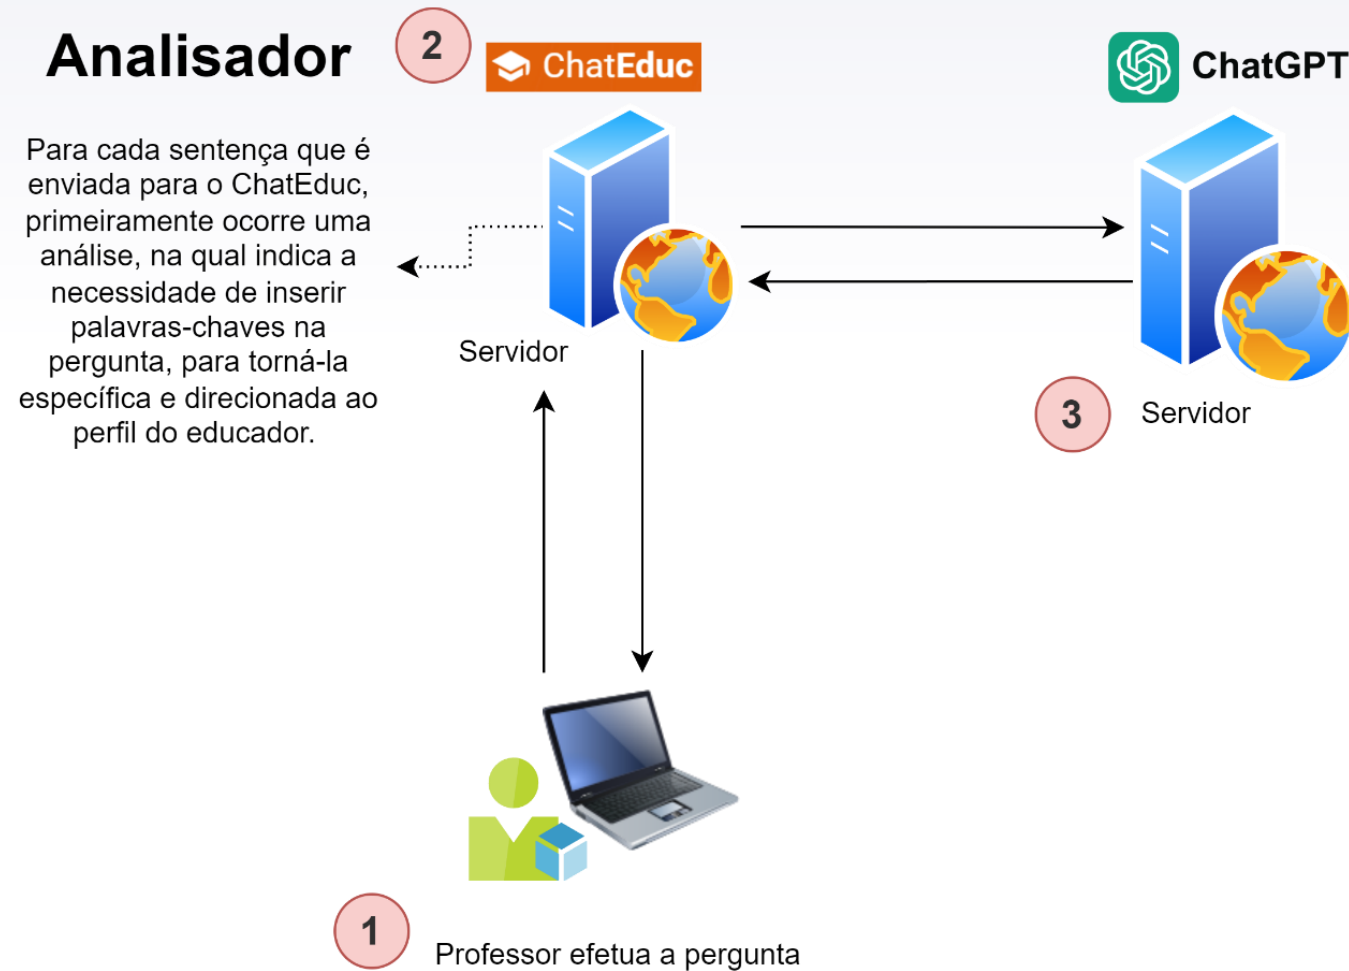 Analisador
2
ChatEduc
ChatGPT
Para cada sentença que é
enviada para o ChatEduc,
primeiramente ocorre uma
análise, na qual indica a
necessidade de inserir
palavras-chaves na
pergunta, para torná-la
específica e direcionada ao
perfil do educador.
Servidor
3
Servidor
1
Professor efetua a pergunta